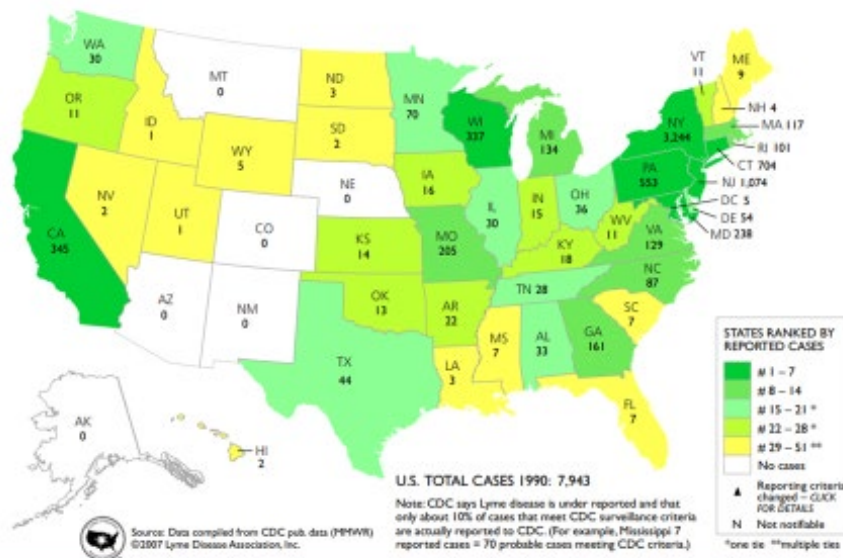 WA
30
MT
0
ND
3
MN
70
VT
11
ME
9
OR
11
ID
1
SD
2
WI
337
MI
134
NY
3,244
NH 4
MA 117
RI 101
CT 704
NJ 1,074
DC 5
DE 54
MD 238
WY
5
NE
0
IA
16
PA
553
NV
2
UT
1
CO
0
IL
30
IN
15
OH
36
WV
11
VA
129
CA
345
KS
14
MO
205
KY
18
NC
87
AZ
0
NM
0
OK
13
AR
22
TN 28
SC
7
MS
7
AL
33
GA
161
TX
44
LA
3
FL
7
AK
0
HI
2
STATES RANKED BY
REPORTED CASES
# 1 – 7
# 8 – 14
# 15 – 21 *
# 22 – 28 *
# 29 – 51 **
No cases
Reporting criteria
changed – CLICK
FOR DETAILS
N Not notifiable
*one tie **multiple ties
U.S. TOTAL CASES 1990: 7,943
Note: CDC says Lyme disease is under reported and that
only about 10% of cases that meet CDC surveillance criteria
are actually reported to CDC. (For example, Mississippi 7
reported cases = 70 probable cases meeting CDC criteria.)
Source: Data compiled from CDC pub. data (MMWR)
©2007 Lyme Disease Association, Inc.